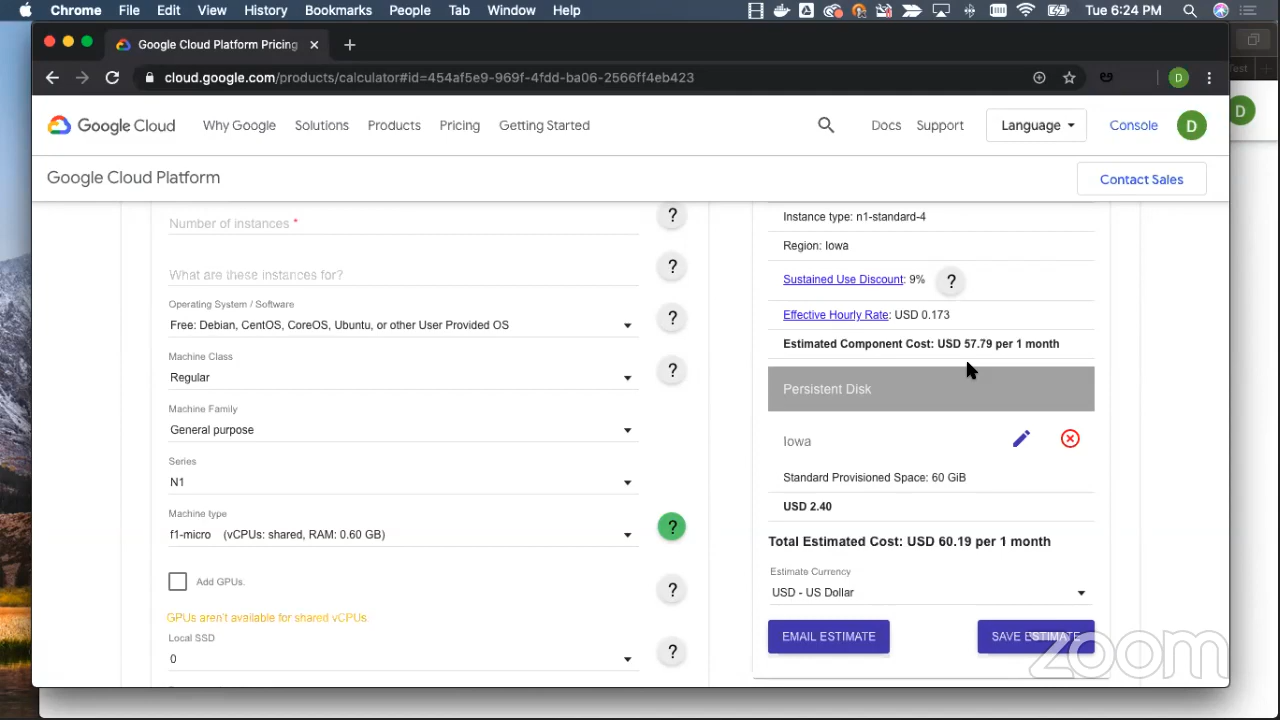 Chrome File Edit View History Bookmarks People Tab Window Help Tue 6:24 PM
Google Cloud Platform Pricing
cloud.google.com/products/calculator#id=454af5e9-969f-4fdd-ba06-2566ff4eb423 D
Google Cloud Why Google Solutions Products Pricing Getting Started Docs Support Language Console D
D
Google Cloud Platform Contact Sales
Number of instances * ?
What are these instances for? ?
Operating System / Software
Free: Debian, CentOS, CoreOS, Ubuntu, or other User Provided OS ?
Machine Class
Regular ?
Machine Family
General purpose
Series
N1
Machine type
f1-micro (vCPUs: shared, RAM: 0.60 GB) ?
Add GPUs. ?
GPUs aren't available for shared vCPUs.
Local SSD
0 ?
Instance type: n1-standard-4
Region: Iowa
Sustained Use Discount: 9% ?
Effective Hourly Rate: USD 0.173
Estimated Component Cost: USD 57.79 per 1 month
Persistent Disk
Iowa
Standard Provisioned Space: 60 GiB
USD 2.40
Total Estimated Cost: USD 60.19 per 1 month
Estimate Currency
USD - US Dollar
EMAIL ESTIMATE SAVE ESTIMATE
zoom